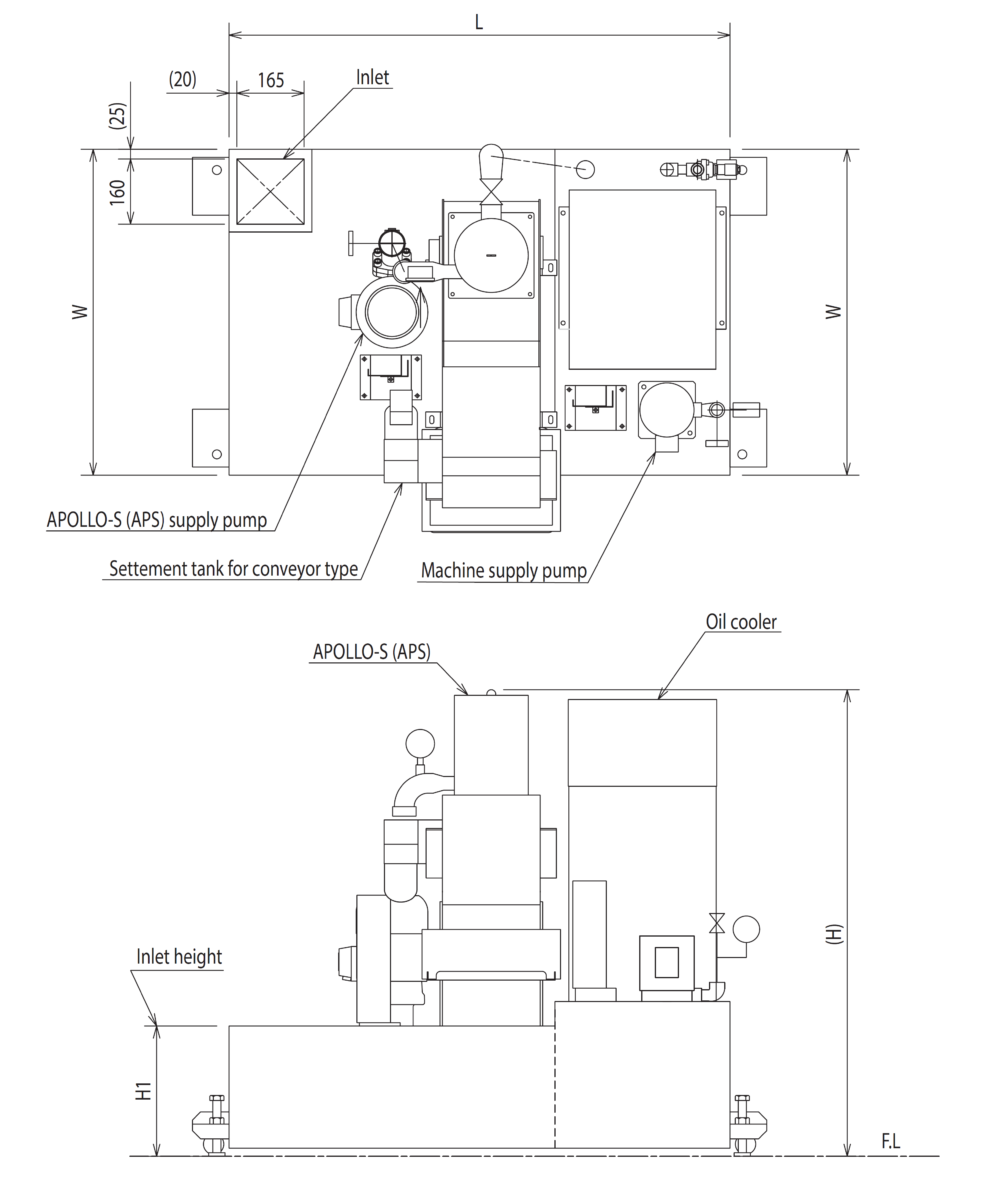 L
(20)
165
Inlet
(25)
160
W
W
APOLLO-S (APS) supply pump
Settement tank for conveyor type
Machine supply pump
Oil cooler
APOLLO-S (APS)
(H)
Inlet height
H1
F.L